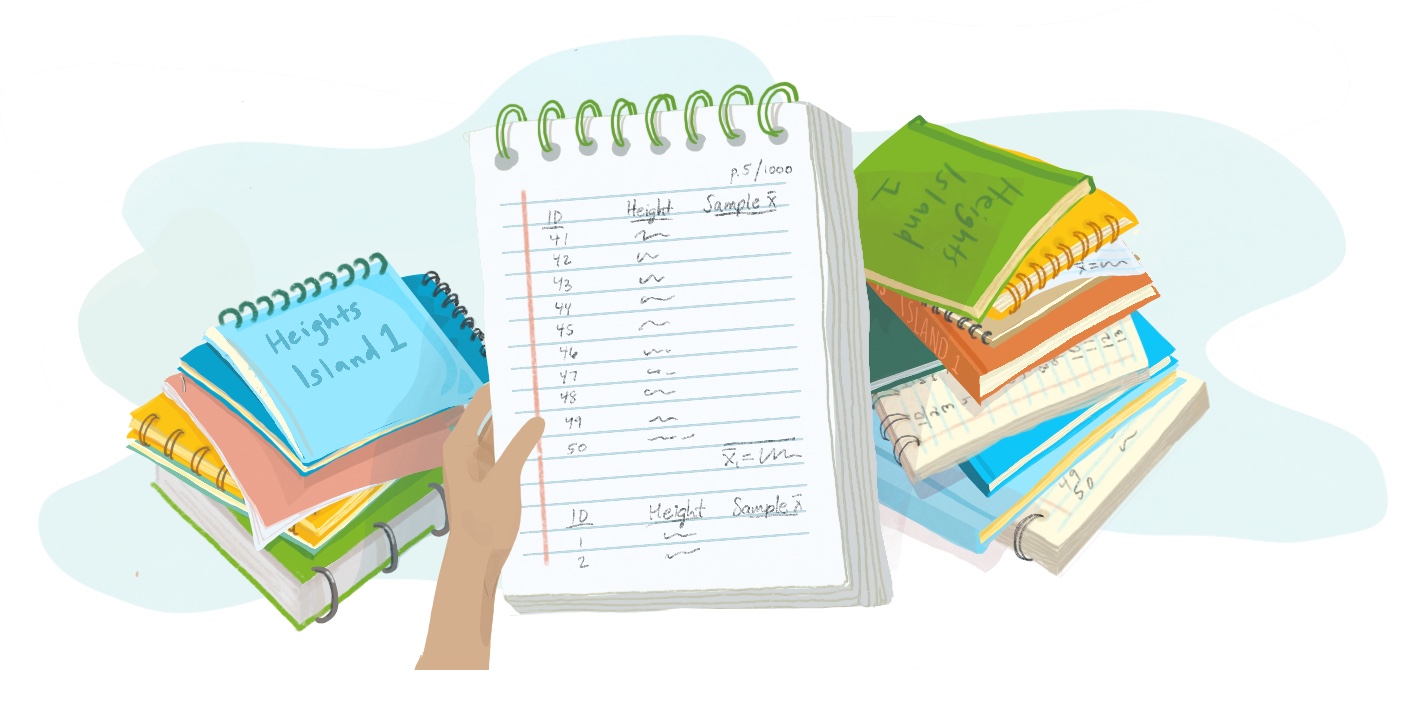 Heights
Island 1
p.5/1000
ID Height Sample x̄
41
42
43
44
45
46
47
48
49
50
x̄₁ =
ID Height Sample x̄
1
2
Heights
Island
1
x̄ =
ISLAND 1
49
50